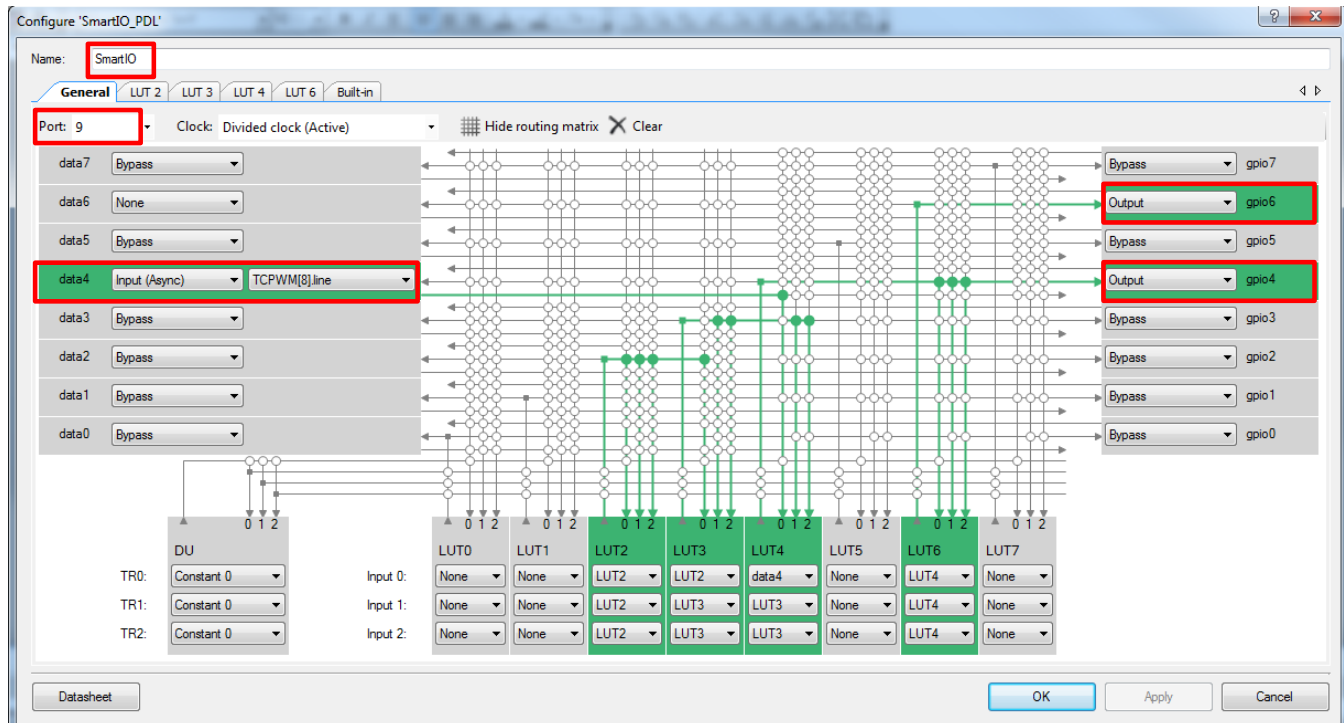 Configure 'SmartIO_PDL'
Name: SmartIO
General LUT 2 LUT 3 LUT 4 LUT 6 Built-in
Port: 9 Clock: Divided clock (Active) Hide routing matrix Clear
data7 Bypass Bypass gpio7
data6 None Output gpio6
data5 Bypass Bypass gpio5
data4 Input (Async) TCPWM[8].line Output gpio4
data3 Bypass Bypass gpio3
data2 Bypass Bypass gpio2
data1 Bypass Bypass gpio1
data0 Bypass Bypass gpio0
0 1 2 0 1 2 0 1 2 0 1 2 0 1 2 0 1 2 0 1 2 0 1 2 0 1 2
DU LUT0 LUT1 LUT2 LUT3 LUT4 LUT5 LUT6 LUT7
TR0: Constant 0 Input 0: None None LUT2 LUT2 data4 None LUT4 None
TR1: Constant 0 Input 1: None None LUT2 LUT3 LUT3 None LUT4 None
TR2: Constant 0 Input 2: None None LUT2 LUT3 LUT3 None LUT4 None
Datasheet OK Apply Cancel